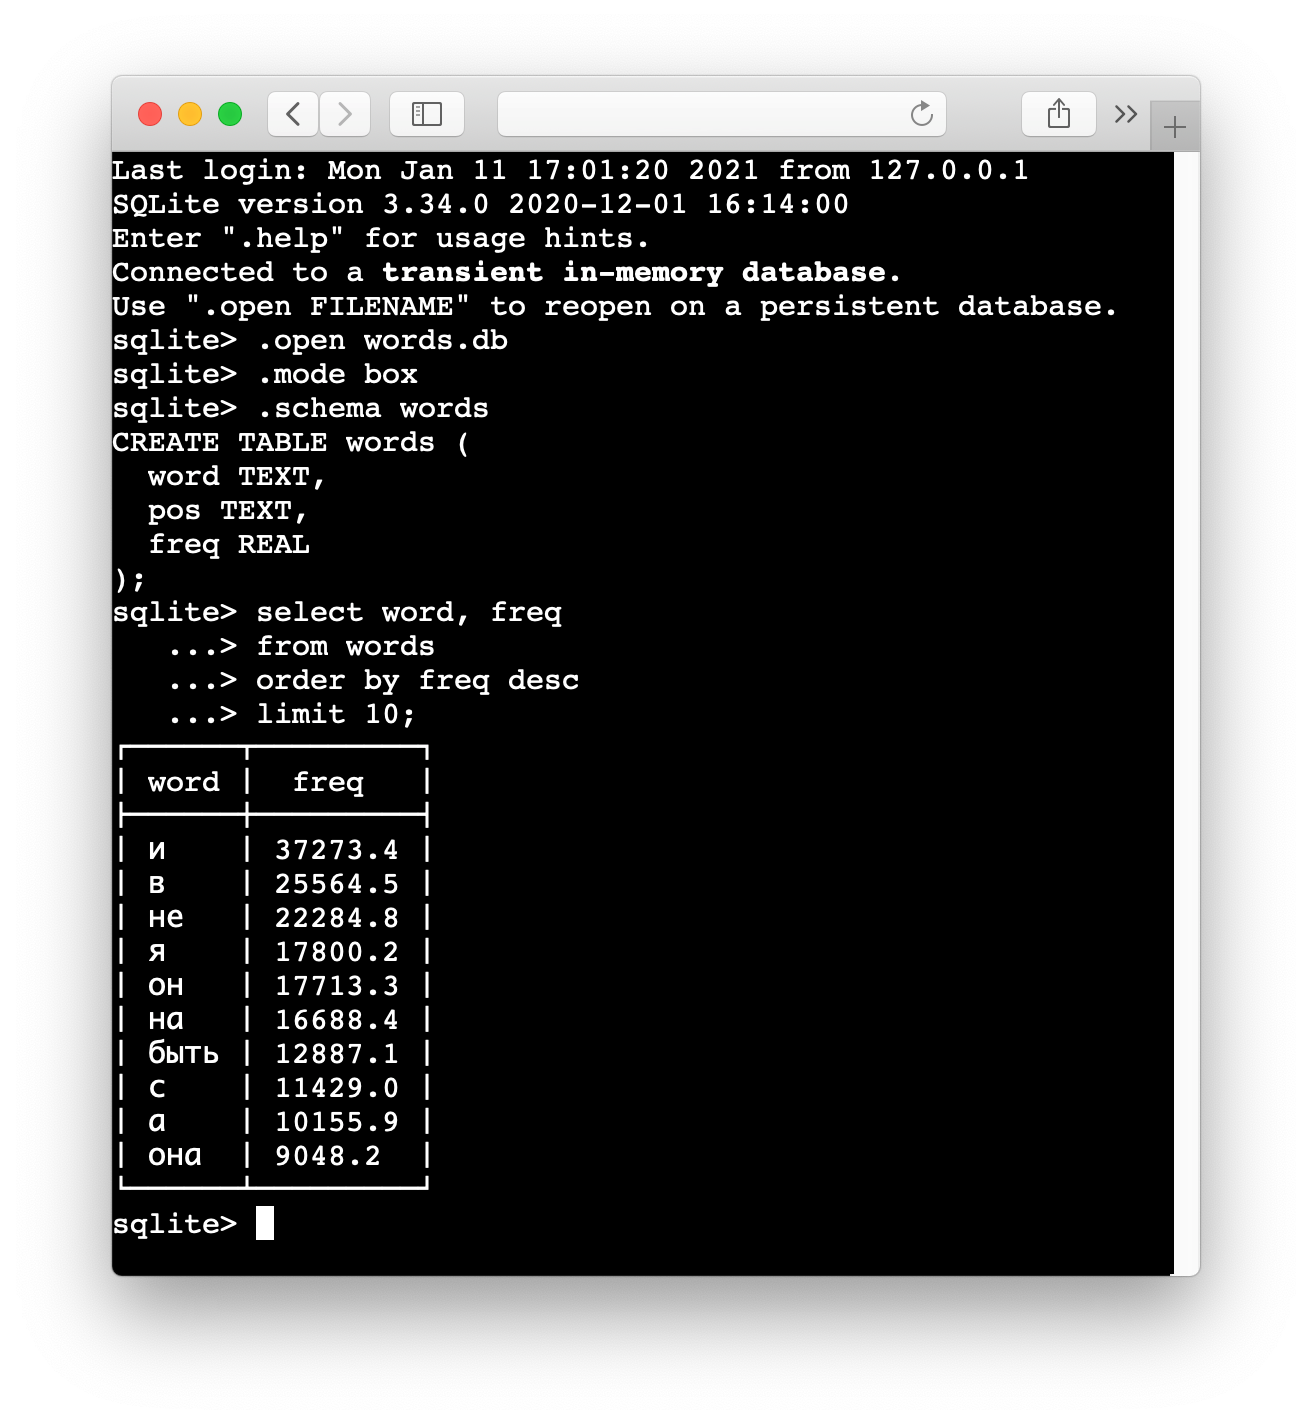 Last login: Mon Jan 11 17:01:20 2021 from 127.0.0.1
SQLite version 3.34.0 2020-12-01 16:14:00
Enter ".help" for usage hints.
Connected to a transient in-memory database.
Use ".open FILENAME" to reopen on a persistent database.
sqlite> .open words.db
sqlite> .mode box
sqlite> .schema words
CREATE TABLE words (
  word TEXT,
  pos TEXT,
  freq REAL
);
sqlite> select word, freq
   ...> from words
   ...> order by freq desc
   ...> limit 10;
word freq
и 37273.4
в 25564.5
не 22284.8
я 17800.2
он 17713.3
на 16688.4
быть 12887.1
с 11429.0
а 10155.9
она 9048.2
sqlite>